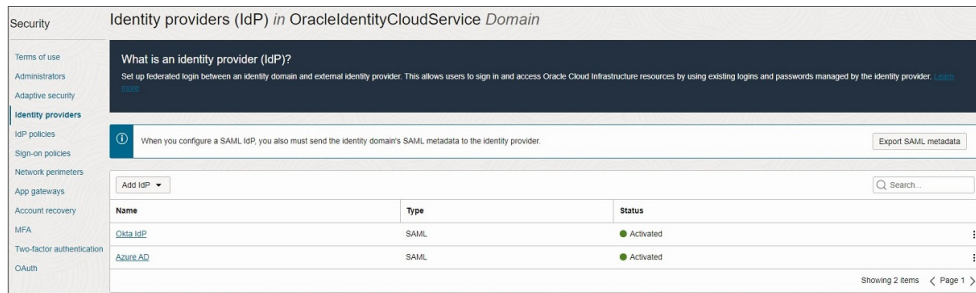 Security
Terms of use
Administrators
Adaptive security
Identity providers
IdP policies
Sign-on policies
Network perimeters
App gateways
Account recovery
MFA
Two-factor authentication
OAuth
Identity providers (IdP) in OracleIdentityCloudService Domain
What is an identity provider (IdP)?
Set up federated login between an identity domain and external identity provider. This allows users to sign in and access Oracle Cloud Infrastructure resources by using existing logins and passwords managed by the identity provider. Learn
more
When you configure a SAML IdP, you also must send the identity domain's SAML metadata to the identity provider.
Export SAML metadata
Add IdP
Search...
Name Type Status
Okta IdP SAML Activated
Azure AD SAML Activated
Showing 2 items < Page 1 >